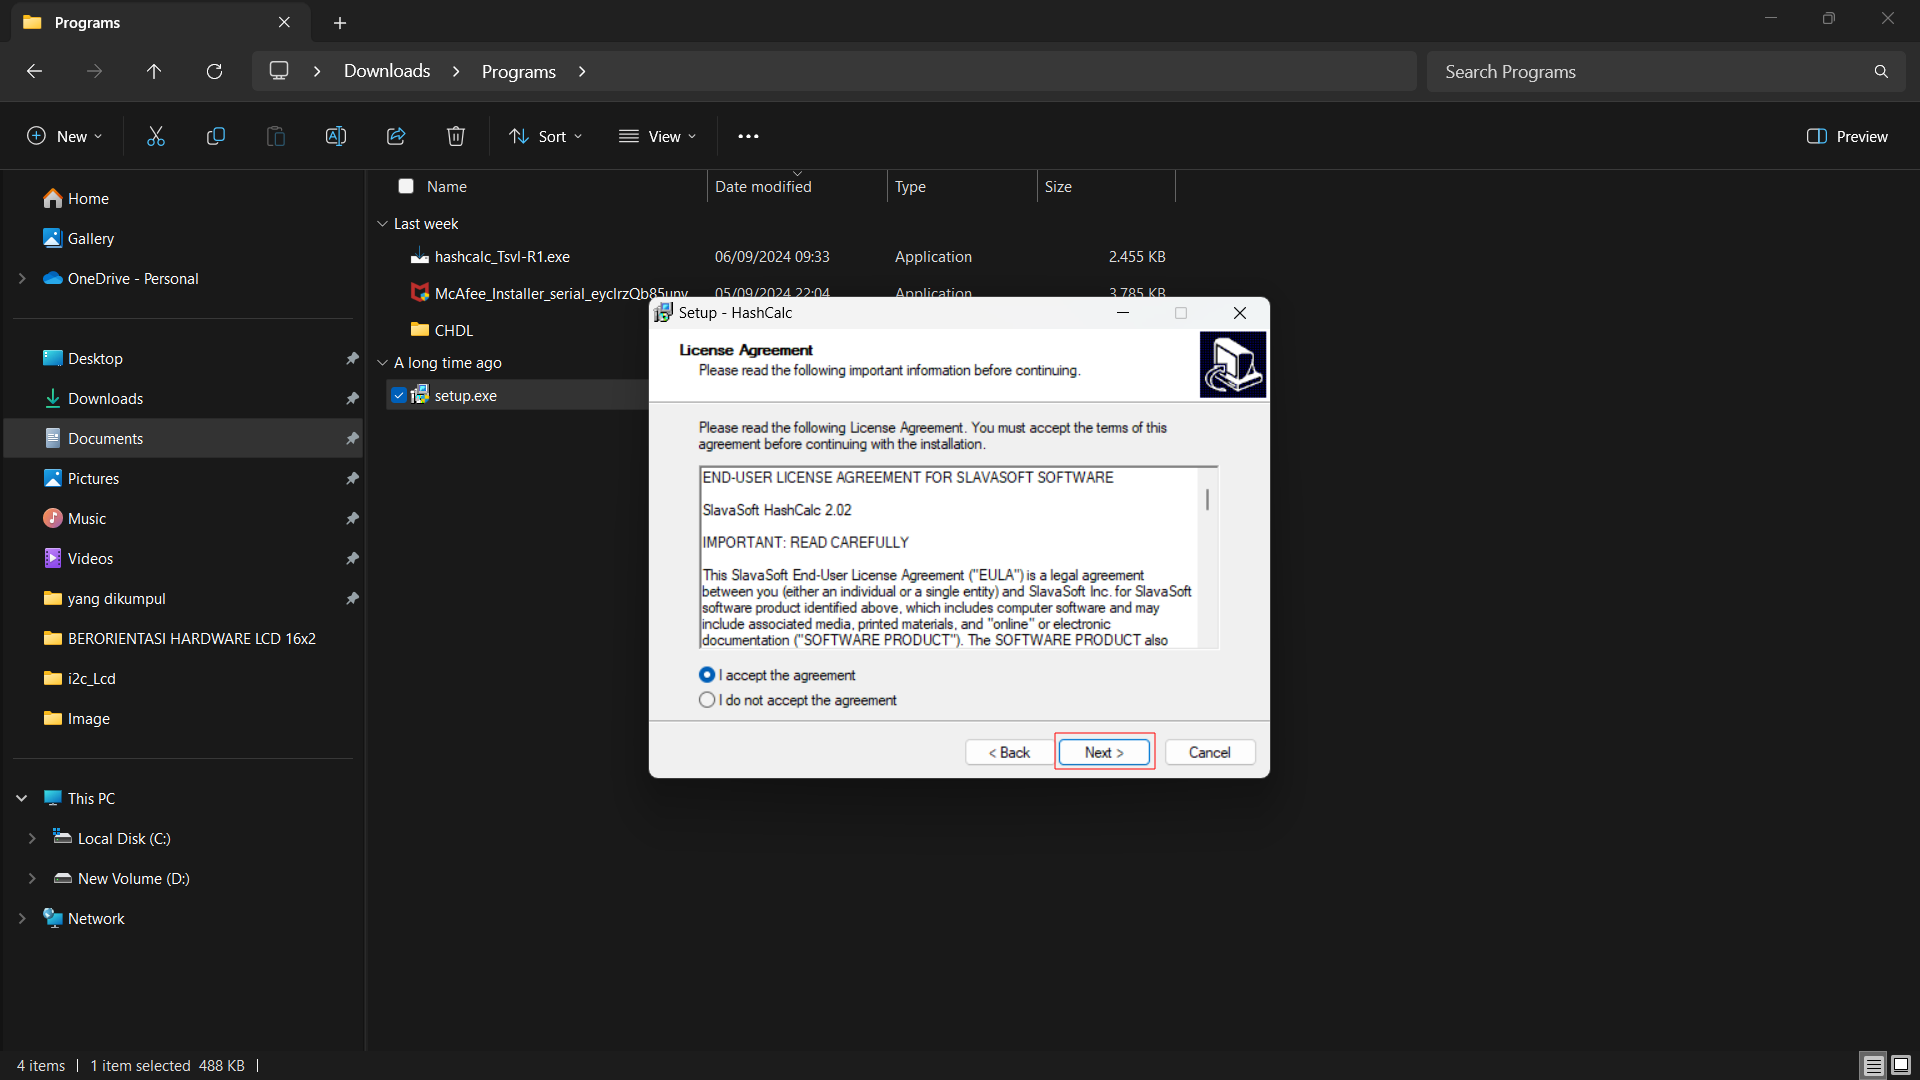 Programs
Downloads
Programs
Search Programs
New
Sort
View
Preview
Home
Gallery
OneDrive - Personal
Desktop
Downloads
Documents
Pictures
Music
Videos
yang dikumpul
BERORIENTASI HARDWARE LCD 16x2
i2c_Lcd
Image
This PC
Local Disk (C:)
New Volume (D:)
Network
Name Date modified Type Size
Last week
hashcalc_Tsvl-R1.exe 06/09/2024 09:33 Application 2.455 KB
McAfee_Installer_serial_eyclrzQb85uny 05/09/2024 22:04 Application 3.785 KB
CHDL
A long time ago
setup.exe
Setup - HashCalc
License Agreement
Please read the following important information before continuing.
Please read the following License Agreement. You must accept the terms of this
agreement before continuing with the installation.
END-USER LICENSE AGREEMENT FOR SLAVASOFT SOFTWARE
SlavaSoft HashCalc 2.02
IMPORTANT: READ CAREFULLY
This SlavaSoft End-User License Agreement ("EULA") is a legal agreement
between you (either an individual or a single entity) and SlavaSoft Inc. for SlavaSoft
software product identified above, which includes computer software and may
include associated media, printed materials, and "online" or electronic
documentation ("SOFTWARE PRODUCT"). The SOFTWARE PRODUCT also
I accept the agreement
I do not accept the agreement
< Back
Next >
Cancel
4 items
1 item selected 488 KB